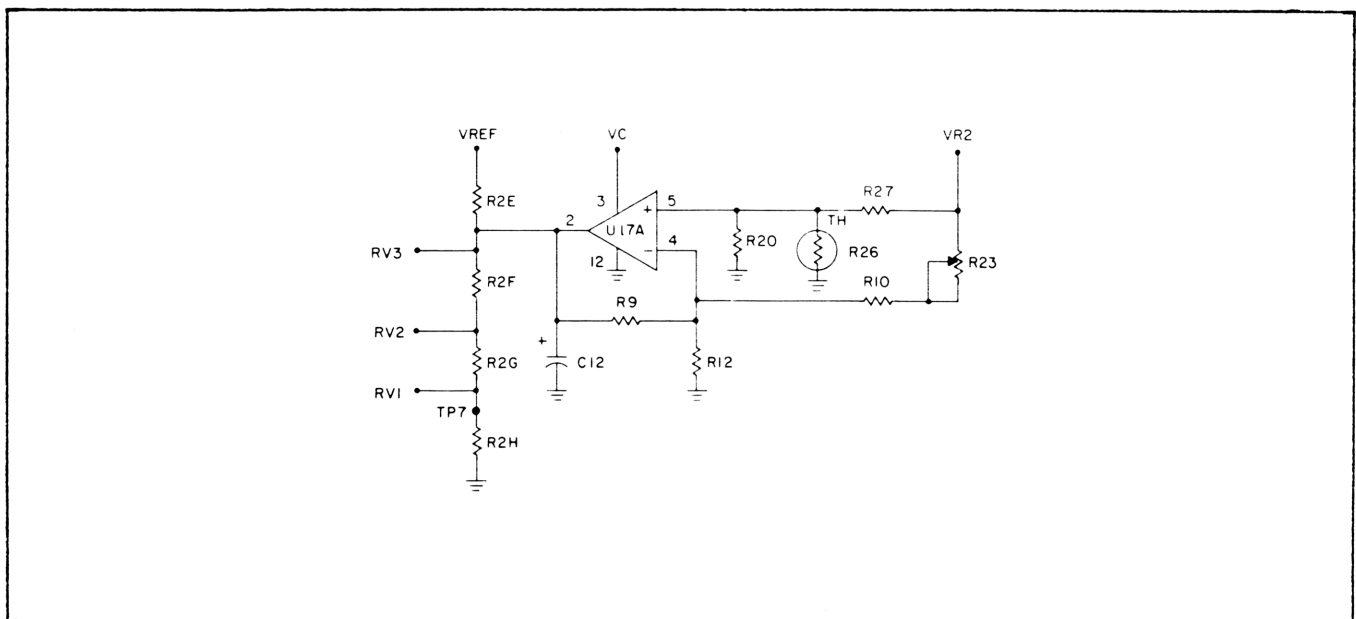 VREF
VC
VR2
R2E
3
5
R27
2
U17A
+
TH
R20
R26
4
−
RV3
12
R23
R2F
R10
R9
RV2
+
C12
R12
R2G
RV1
TP7
R2H